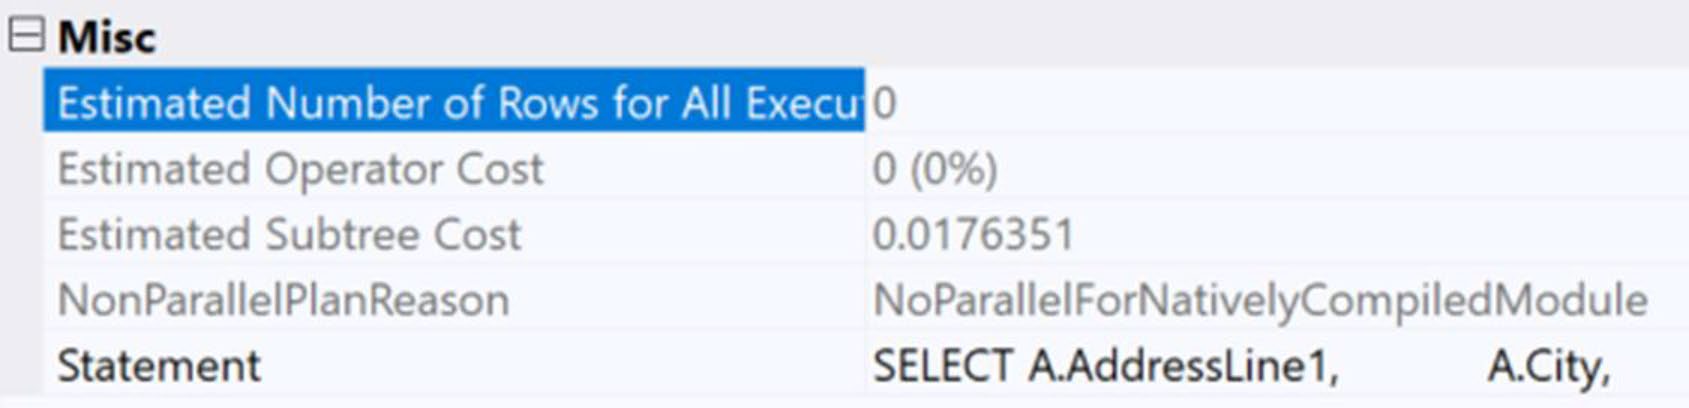 Misc
Estimated Number of Rows for All Execu 0
Estimated Operator Cost 0 (0%)
Estimated Subtree Cost 0.0176351
NonParallelPlanReason NoParallelForNativelyCompiledModule
Statement SELECT A.AddressLine1, A.City,